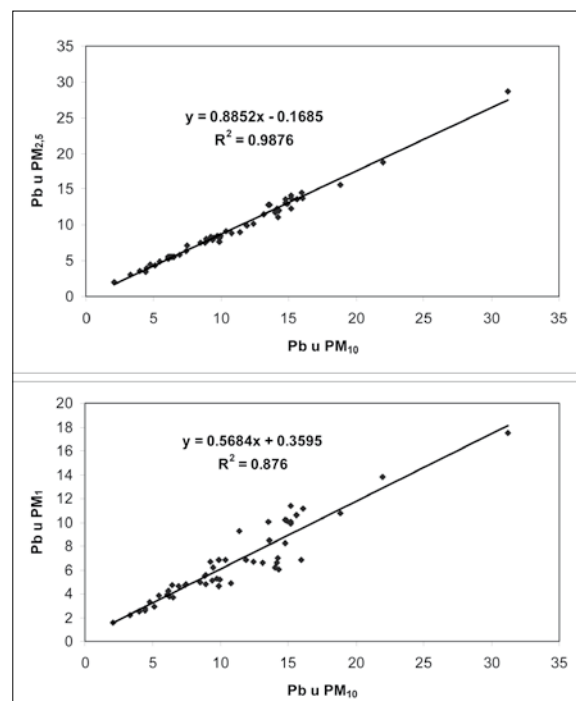 35
30
25
20
15
10
5
0
Pb u PM2,5
y = 0.8852x - 0.1685
R² = 0.9876
0 5 10 15 20 25 30 35
Pb u PM10
20
18
16
14
12
10
8
6
4
2
0
Pb u PM1
y = 0.5684x + 0.3595
R² = 0.876
0 5 10 15 20 25 30 35
Pb u PM10